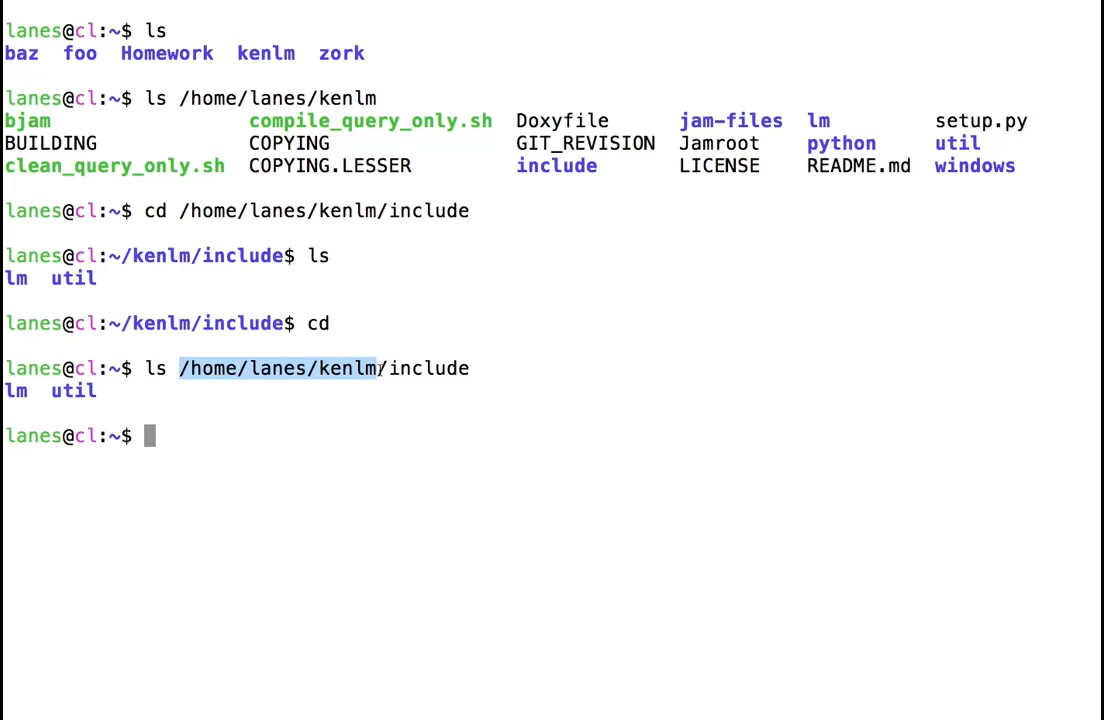 lanes@cl:~$ ls
baz  foo  Homework  kenlm  zork
lanes@cl:~$ ls /home/lanes/kenlm
bjam                 compile_query_only.sh  Doxyfile      jam-files  lm         setup.py
BUILDING             COPYING                GIT_REVISION  Jamroot    python     util
clean_query_only.sh  COPYING.LESSER         include       LICENSE    README.md  windows
lanes@cl:~$ cd /home/lanes/kenlm/include
lanes@cl:~/kenlm/include$ ls
lm  util
lanes@cl:~/kenlm/include$ cd
lanes@cl:~$ ls /home/lanes/kenlm/include
lm  util
lanes@cl:~$